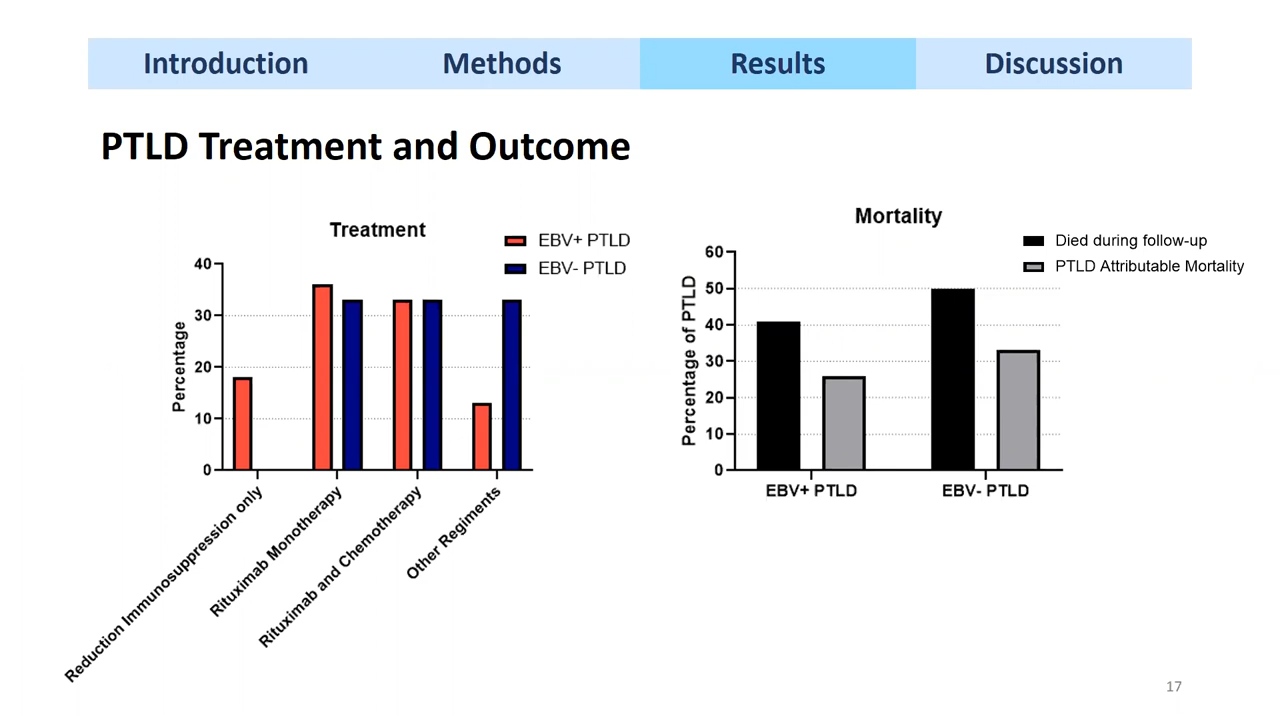 Introduction Methods Results Discussion
PTLD Treatment and Outcome
Treatment
EBV+ PTLD
EBV- PTLD
Percentage
40
30
20
10
0
Reduction Immunosuppression only
Rituximab Monotherapy
Rituximab and Chemotherapy
Other Regiments
Mortality
Died during follow-up
PTLD Attributable Mortality
Percentage of PTLD
60
50
40
30
20
10
0
EBV+ PTLD
EBV- PTLD
17